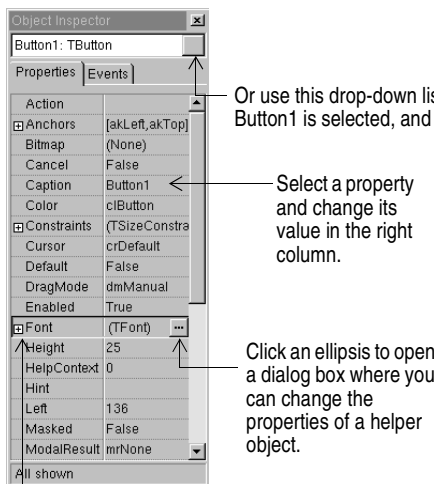 Object Inspector
Button1: TButton
Properties Events
Or use this drop-down lis
Button1 is selected, and
Action
Anchors [akLeft,akTop]
Bitmap (None)
Cancel False
Caption Button1
Color clButton
Constraints (TSizeConstra
Cursor crDefault
Default False
DragMode dmManual
Enabled True
Font (TFont) ...
Height 25
HelpContext 0
Hint
Left 136
Masked False
ModalResult mrNone
All shown
Select a property
and change its
value in the right
column.
Click an ellipsis to open
a dialog box where you
can change the
properties of a helper
object.